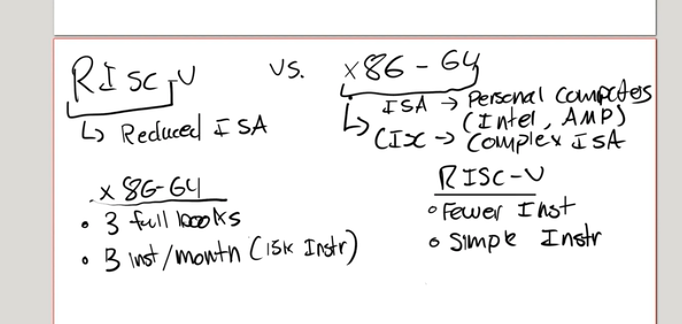 RISC-V vs. x86-64
↳ Reduced ISA
ISA → Personal Computers
(Intel, AMP)
↳ CIX → Complex ISA
x86-64
• 3 full books
• 3 inst/month (15k Instr)
RISC-V
• Fewer Inst
• Simple Instr